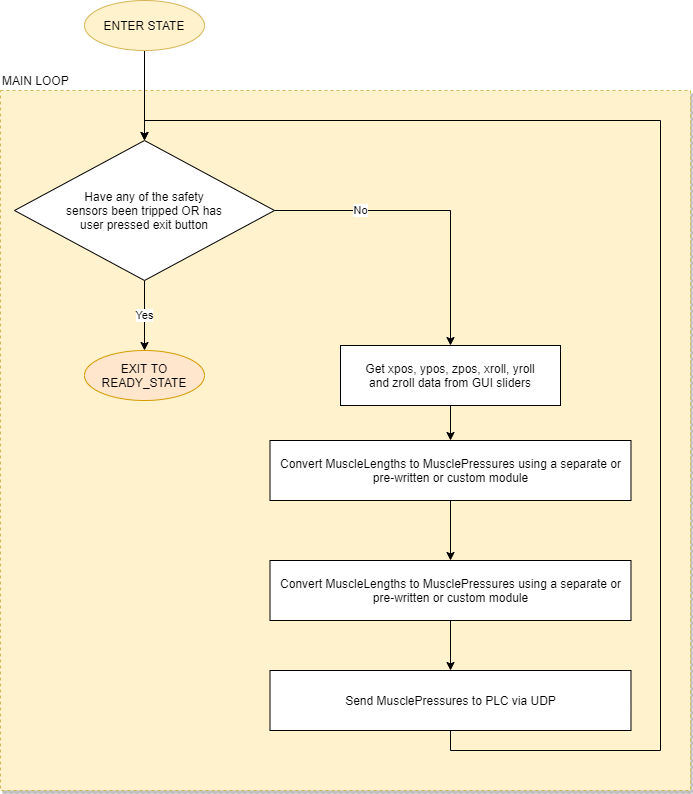 ENTER STATE
MAIN LOOP
Have any of the safety
sensors been tripped OR has
user pressed exit button
No
Yes
EXIT TO
READY_STATE
Get xpos, ypos, zpos, xroll, yroll
and zroll data from GUI sliders
Convert MuscleLengths to MusclePressures using a separate or
pre-written or custom module
Convert MuscleLengths to MusclePressures using a separate or
pre-written or custom module
Send MusclePressures to PLC via UDP